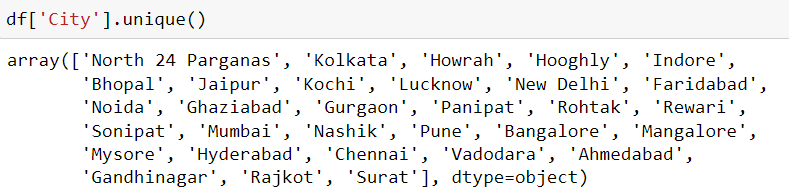 df['City'].unique()
array(['North 24 Parganas', 'Kolkata', 'Howrah', 'Hooghly', 'Indore',
'Bhopal', 'Jaipur', 'Kochi', 'Lucknow', 'New Delhi', 'Faridabad',
'Noida', 'Ghaziabad', 'Gurgaon', 'Panipat', 'Rohtak', 'Rewari',
'Sonipat', 'Mumbai', 'Nashik', 'Pune', 'Bangalore', 'Mangalore',
'Mysore', 'Hyderabad', 'Chennai', 'Vadodara', 'Ahmedabad',
'Gandhinagar', 'Rajkot', 'Surat'], dtype=object)